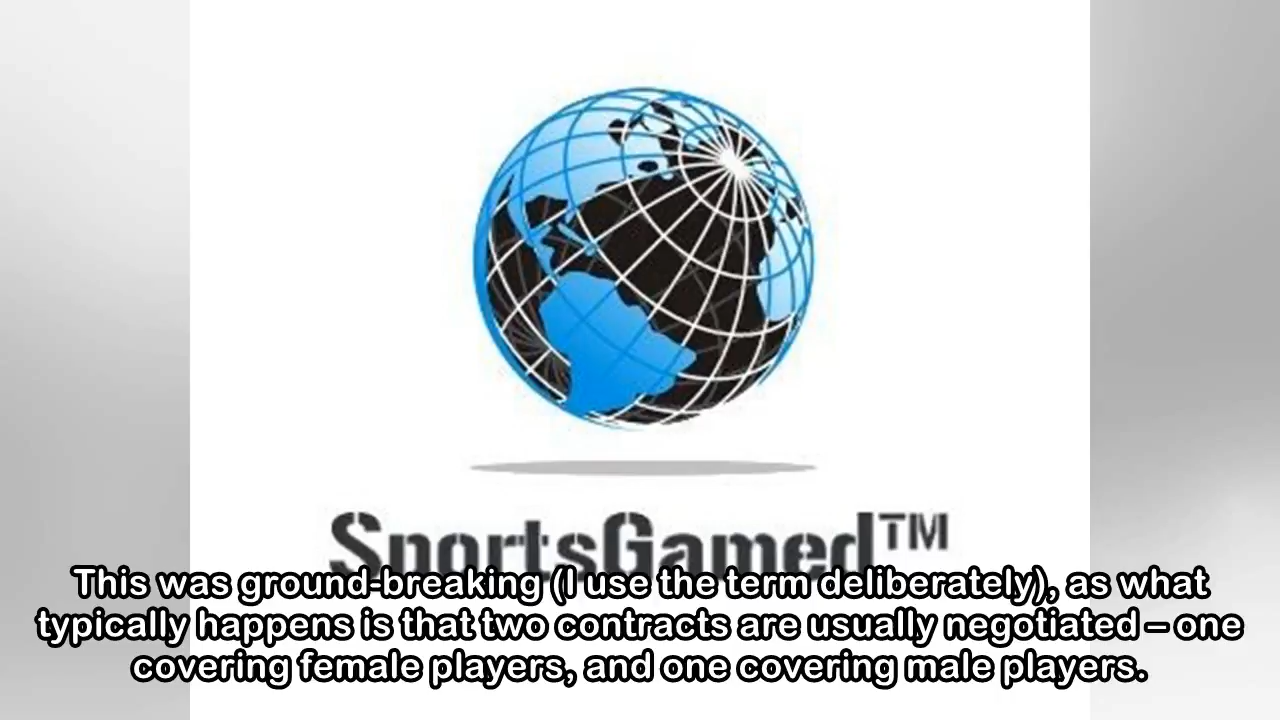 SportsGamed™
This was ground-breaking (I use the term deliberately), as what
typically happens is that two contracts are usually negotiated – one
covering female players, and one covering male players.